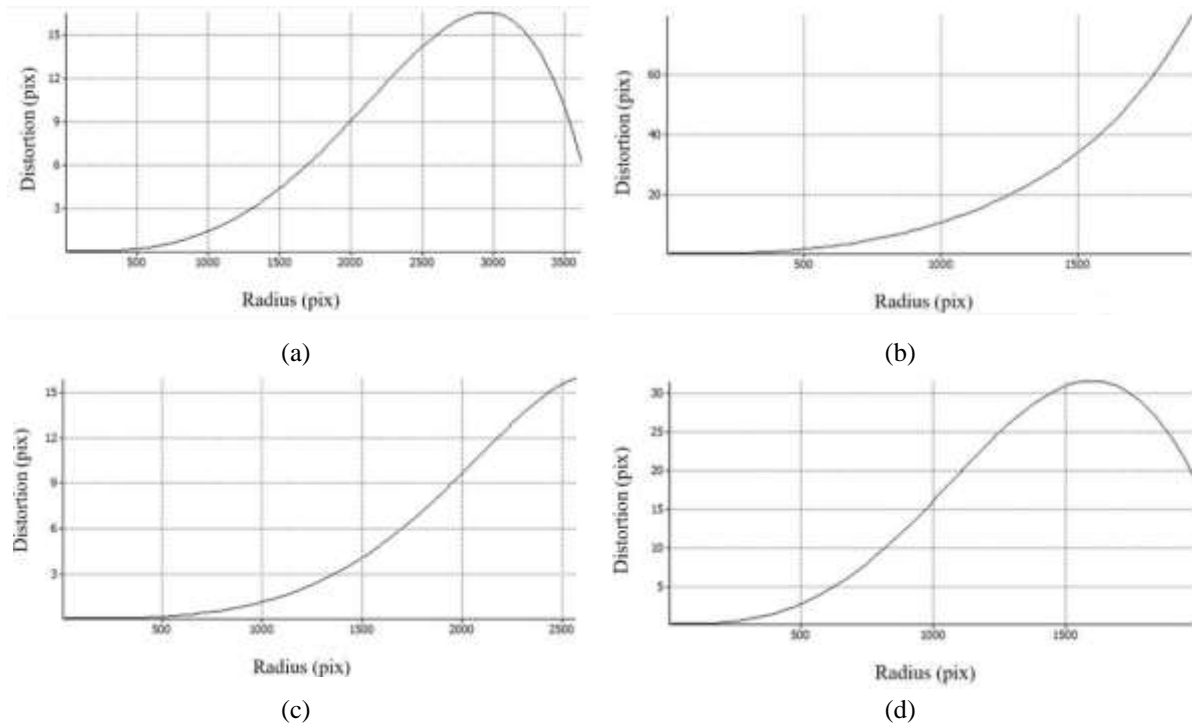 15
12
9
6
3
Distortion (pix)
500 1000 1500 2000 2500 3000 3500
Radius (pix)
(a)
60
40
20
Distortion (pix)
500 1000 1500
Radius (pix)
(b)
15
12
9
6
3
Distortion (pix)
500 1000 1500 2000 2500
Radius (pix)
(c)
30
25
20
15
10
5
Distortion (pix)
500 1000 1500
Radius (pix)
(d)